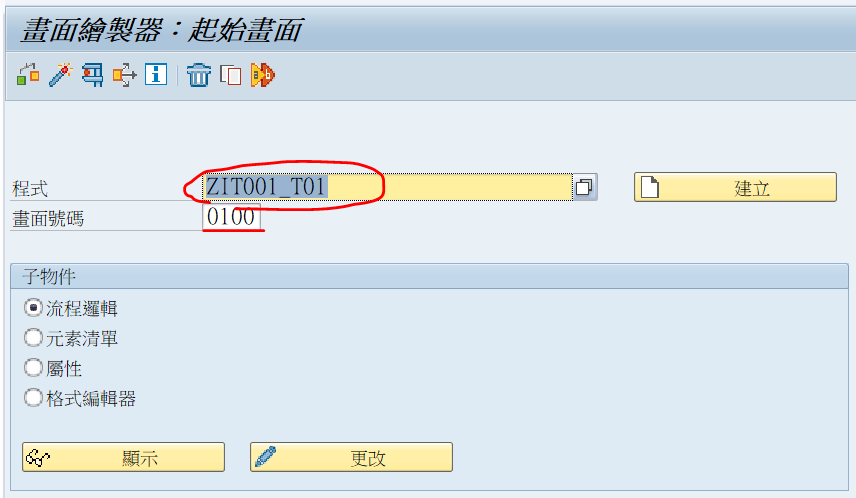 畫面繪製器：起始畫面
程式 ZIT001_T01 建立
畫面號碼 0100
子物件
流程邏輯
元素清單
屬性
格式編輯器
顯示 更改